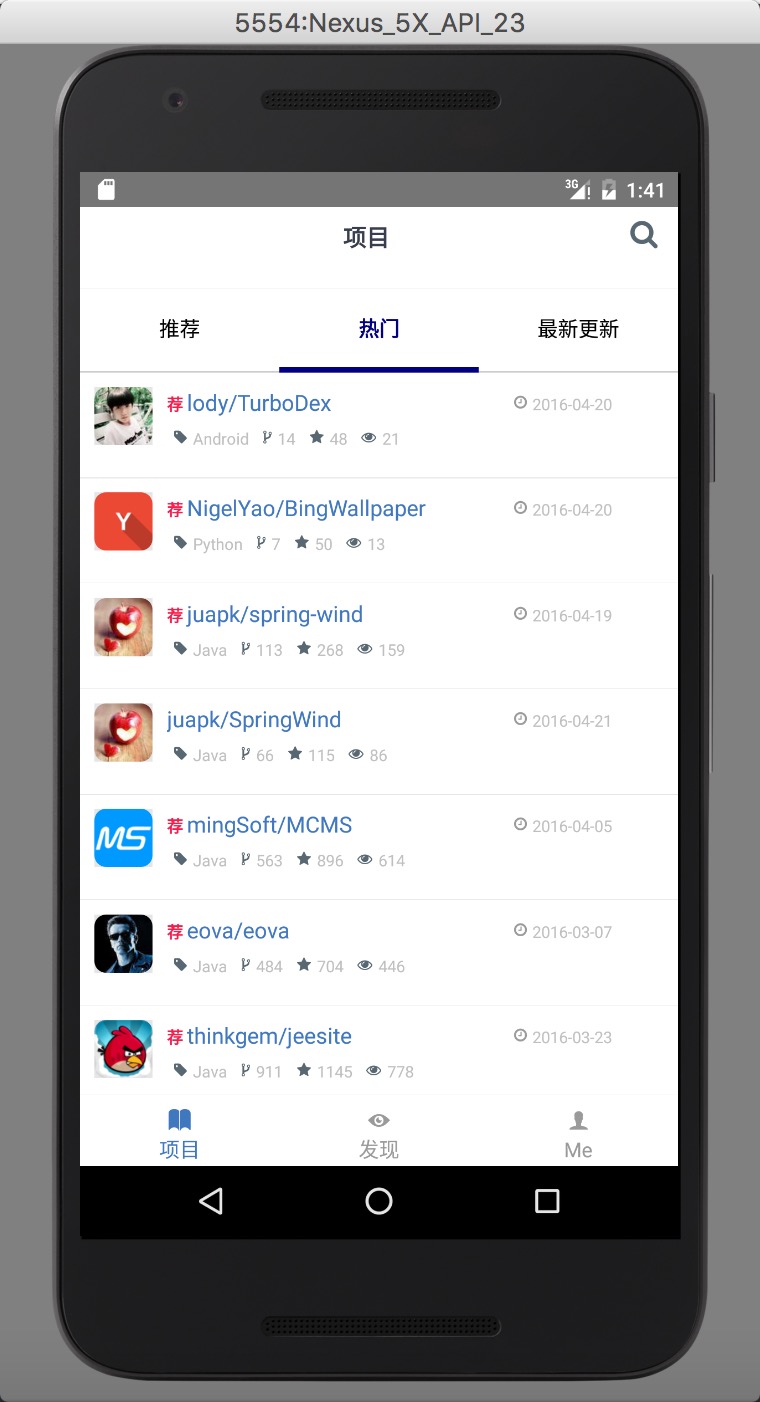 5554:Nexus_5X_API_23
3G 1:41
项目
推荐 热门 最新更新
荐 lody/TurboDex 2016-04-20
Android 14 48 21
Y
荐 NigelYao/BingWallpaper 2016-04-20
Python 7 50 13
荐 juapk/spring-wind 2016-04-19
Java 113 268 159
juapk/SpringWind 2016-04-21
Java 66 115 86
MS
荐 mingSoft/MCMS 2016-04-05
Java 563 896 614
荐 eova/eova 2016-03-07
Java 484 704 446
荐 thinkgem/jeesite 2016-03-23
Java 911 1145 778
项目 发现 Me